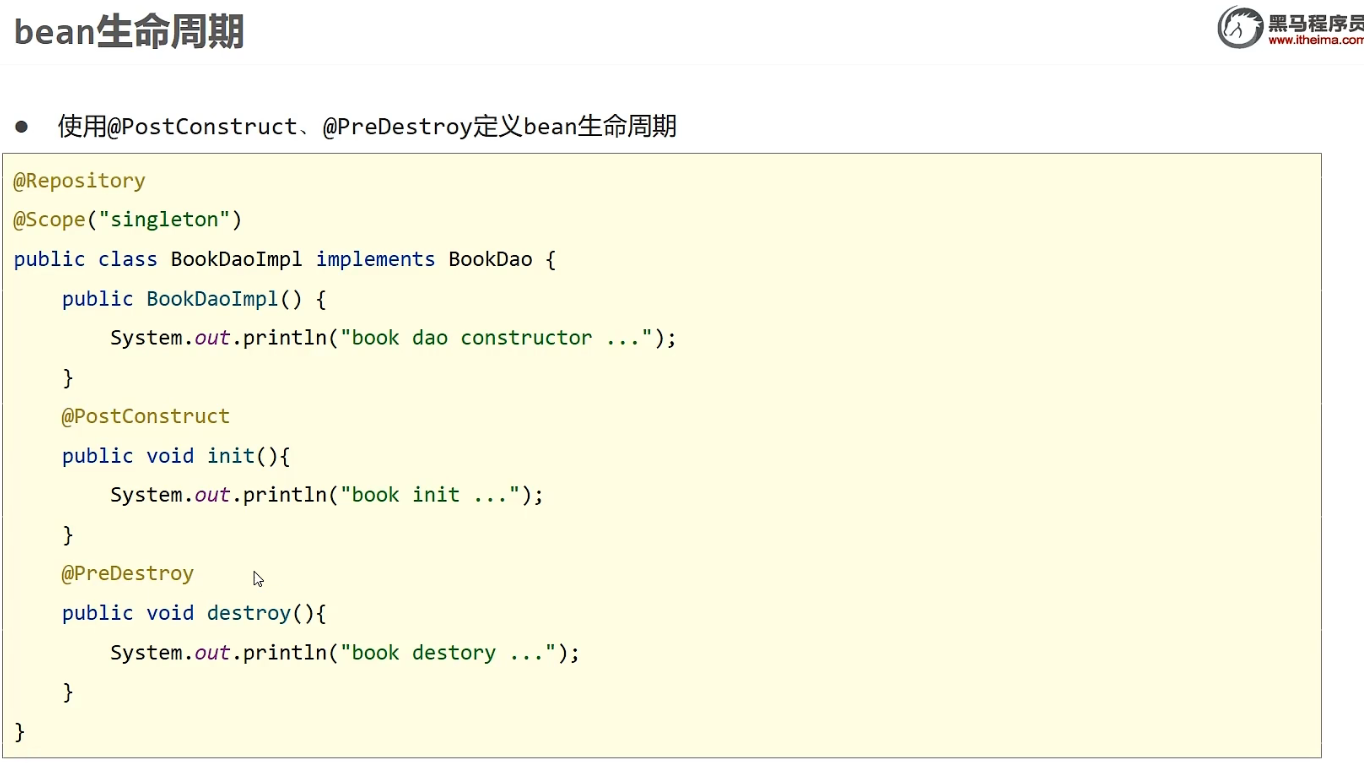 bean生命周期
黑马程序员
www.itheima.com
● 使用@PostConstruct、@PreDestroy定义bean生命周期
@Repository
@Scope("singleton")
public class BookDaoImpl implements BookDao {
    public BookDaoImpl() {
        System.out.println("book dao constructor ...");
    }
    @PostConstruct
    public void init(){
        System.out.println("book init ...");
    }
    @PreDestroy
    public void destroy(){
        System.out.println("book destory ...");
    }
}